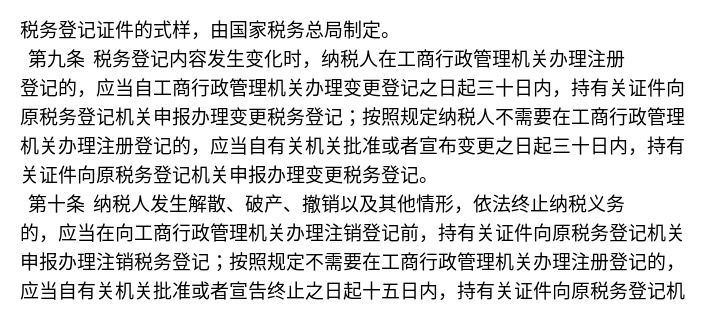 税务登记证件的式样，由国家税务总局制定。
第九条 税务登记内容发生变化时，纳税人在工商行政管理机关办理注册
登记的，应当自工商行政管理机关办理变更登记之日起三十日内，持有关证件向
原税务登记机关申报办理变更税务登记；按照规定纳税人不需要在工商行政管理
机关办理注册登记的，应当自有关机关批准或者宣布变更之日起三十日内，持有
关证件向原税务登记机关申报办理变更税务登记。
第十条 纳税人发生解散、破产、撤销以及其他情形，依法终止纳税义务
的，应当在向工商行政管理机关办理注销登记前，持有关证件向原税务登记机关
申报办理注销税务登记；按照规定不需要在工商行政管理机关办理注册登记的，
应当自有关机关批准或者宣告终止之日起十五日内，持有关证件向原税务登记机